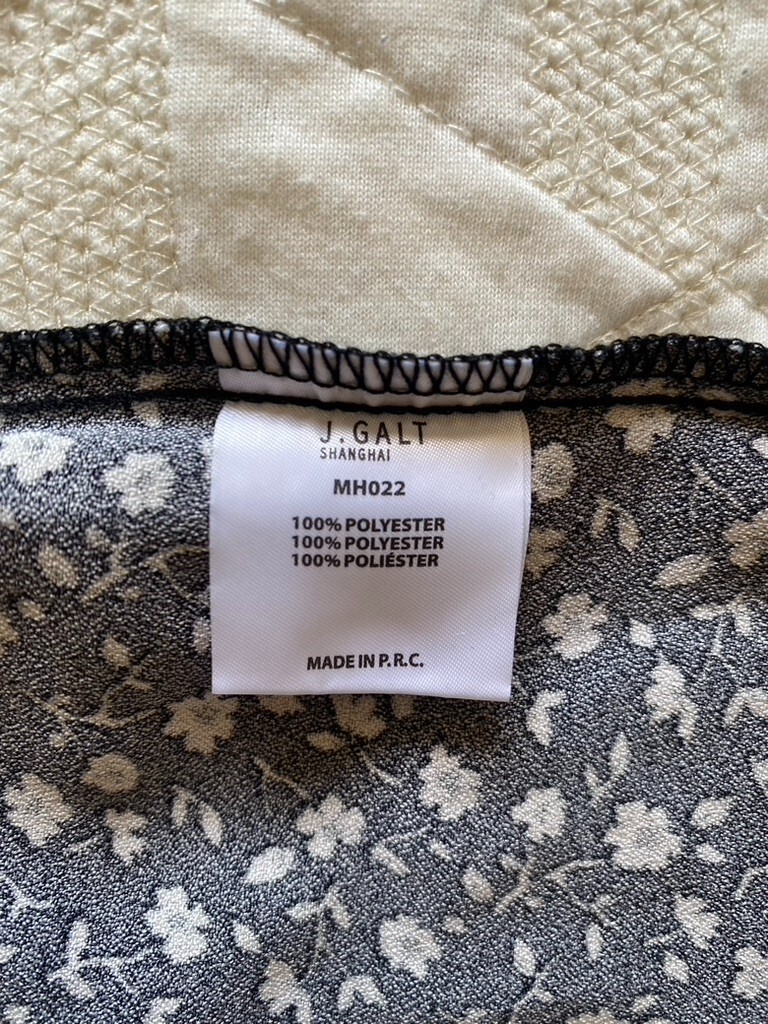 J.GALT
SHANGHAI
MH022
100% POLYESTER
100% POLYESTER
100% POLIÉSTER
MADE IN P.R.C.